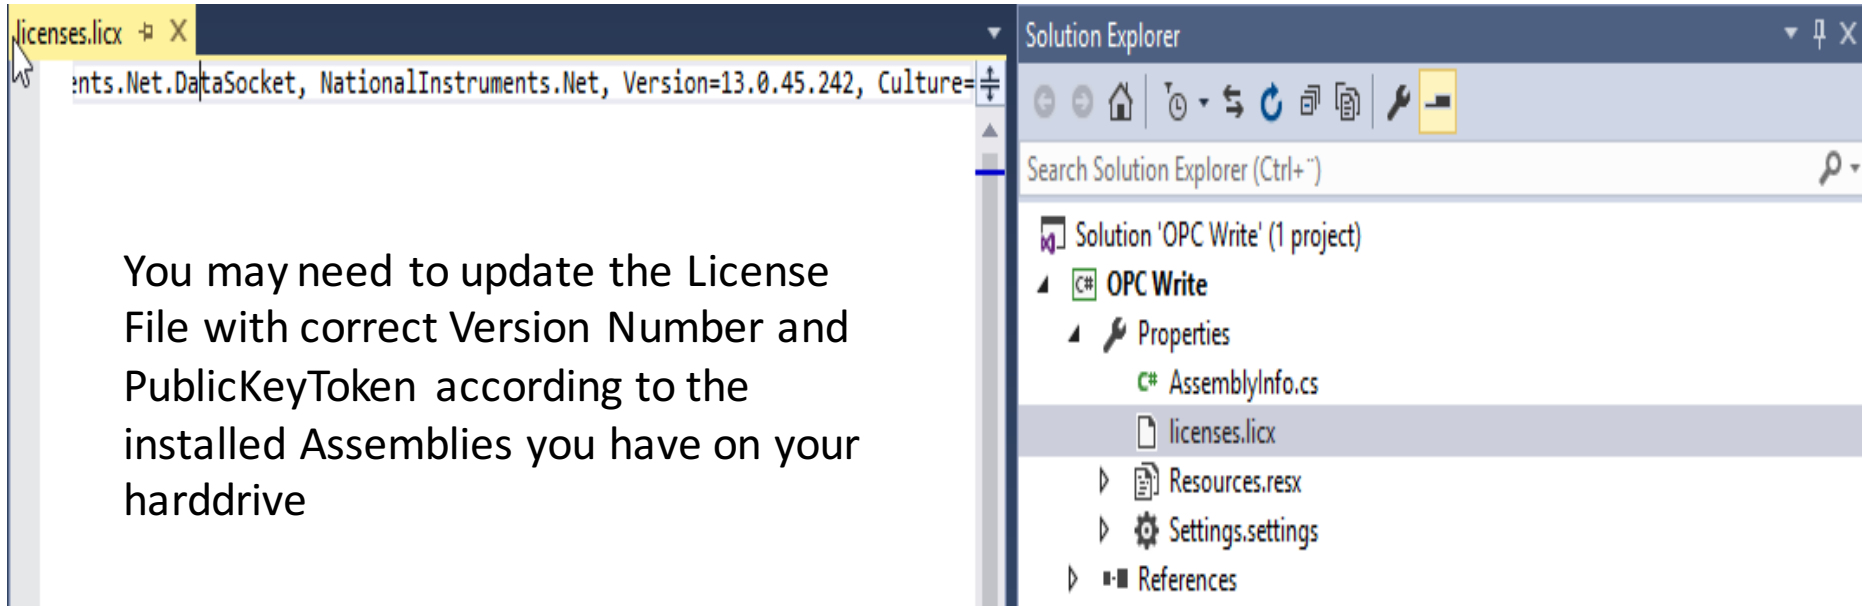 licenses.licx
ents.Net.DataSocket, NationalInstruments.Net, Version=13.0.45.242, Culture=
You may need to update the License
File with correct Version Number and
PublicKeyToken according to the
installed Assemblies you have on your
harddrive
Solution Explorer
Search Solution Explorer (Ctrl+¨)
Solution 'OPC Write' (1 project)
C# OPC Write
Properties
C# AssemblyInfo.cs
licenses.licx
Resources.resx
Settings.settings
References